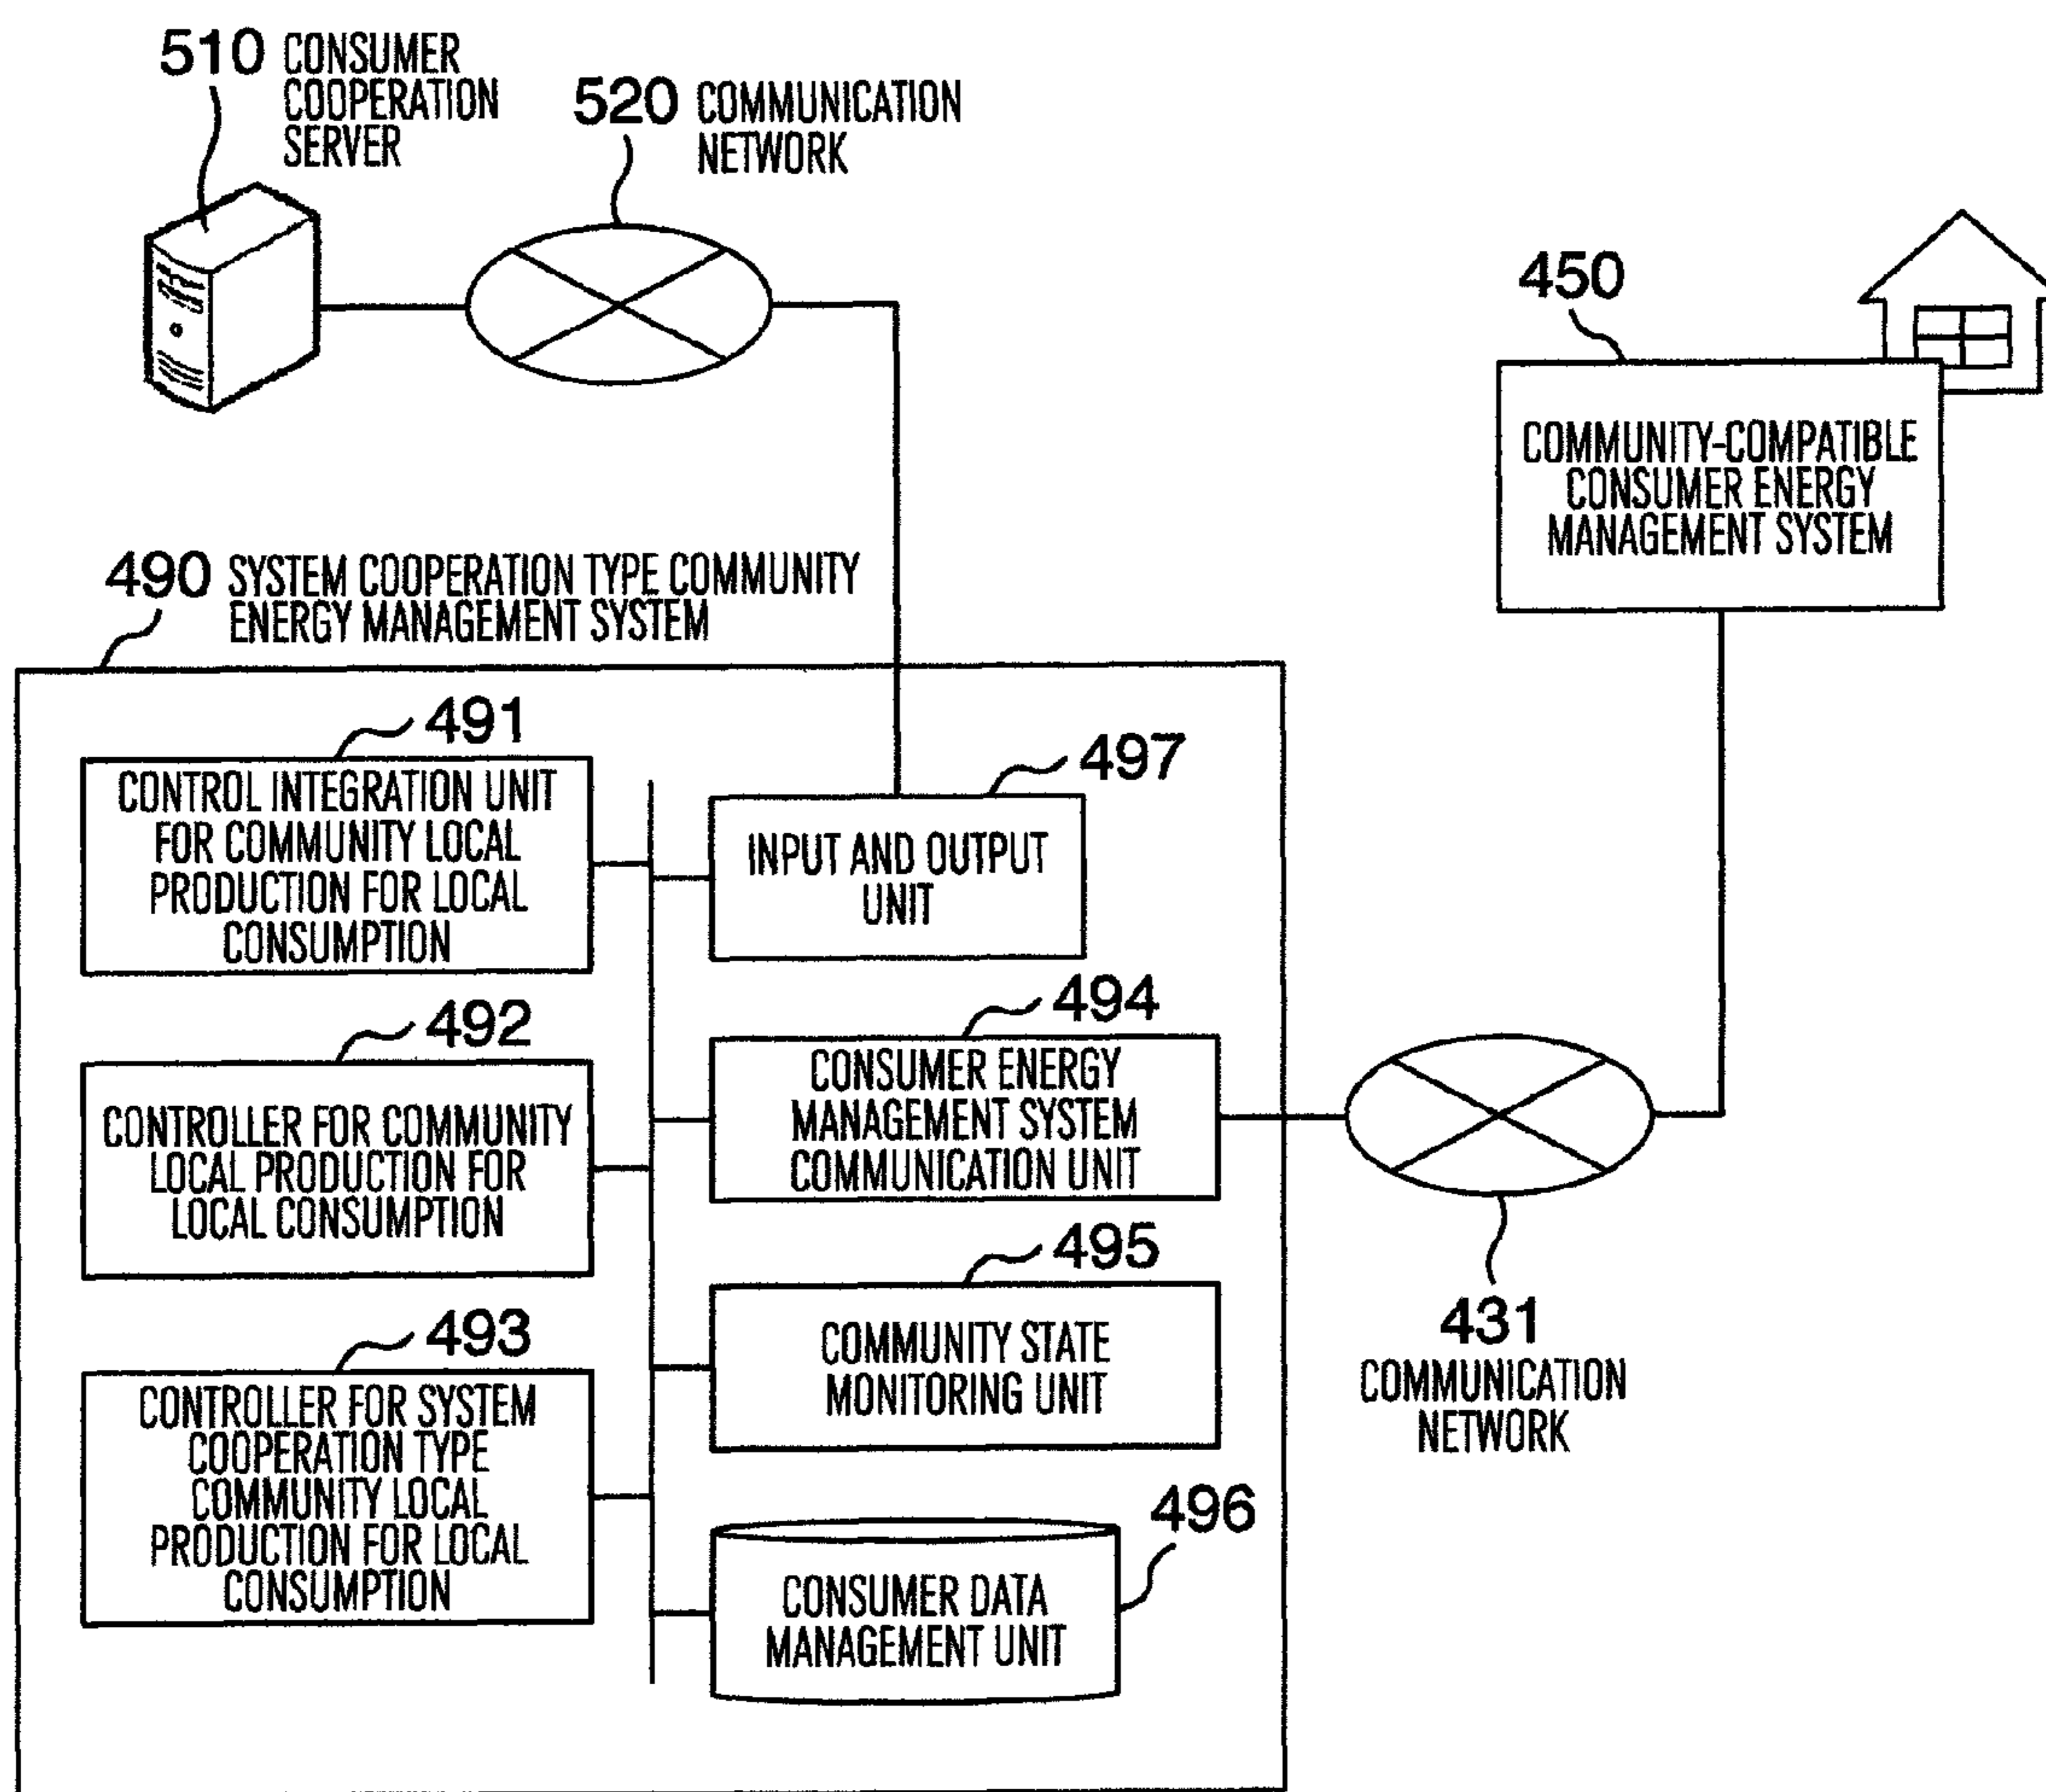 510 CONSUMER
COOPERATION
SERVER
520 COMMUNICATION
NETWORK
450
COMMUNITY-COMPATIBLE
CONSUMER ENERGY
MANAGEMENT SYSTEM
490 SYSTEM COOPERATION TYPE COMMUNITY
ENERGY MANAGEMENT SYSTEM
491
CONTROL INTEGRATION UNIT
FOR COMMUNITY LOCAL
PRODUCTION FOR LOCAL
CONSUMPTION
497
INPUT AND OUTPUT
UNIT
492
CONTROLLER FOR COMMUNITY
LOCAL PRODUCTION FOR
LOCAL CONSUMPTION
494
CONSUMER ENERGY
MANAGEMENT SYSTEM
COMMUNICATION UNIT
431
COMMUNICATION
NETWORK
493
CONTROLLER FOR SYSTEM
COOPERATION TYPE
COMMUNITY LOCAL
PRODUCTION FOR LOCAL
CONSUMPTION
495
COMMUNITY STATE
MONITORING UNIT
496
CONSUMER DATA
MANAGEMENT UNIT